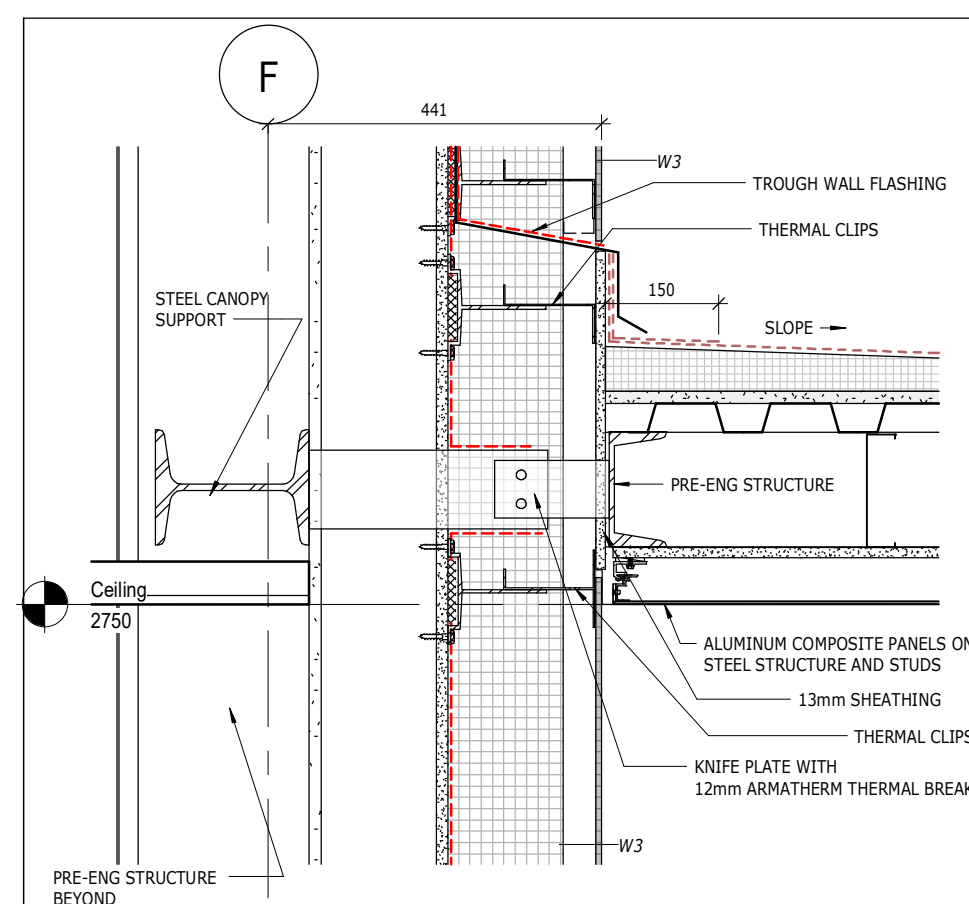 F
441
W3
TROUGH WALL FLASHING
THERMAL CLIPS
150
STEEL CANOPY
SUPPORT
SLOPE
PRE-ENG STRUCTURE
Ceiling
2750
ALUMINUM COMPOSITE PANELS ON
STEEL STRUCTURE AND STUDS
13mm SHEATHING
THERMAL CLIPS
KNIFE PLATE WITH
12mm ARMATHERM THERMAL BREAK
W3
PRE-ENG STRUCTURE
BEYOND